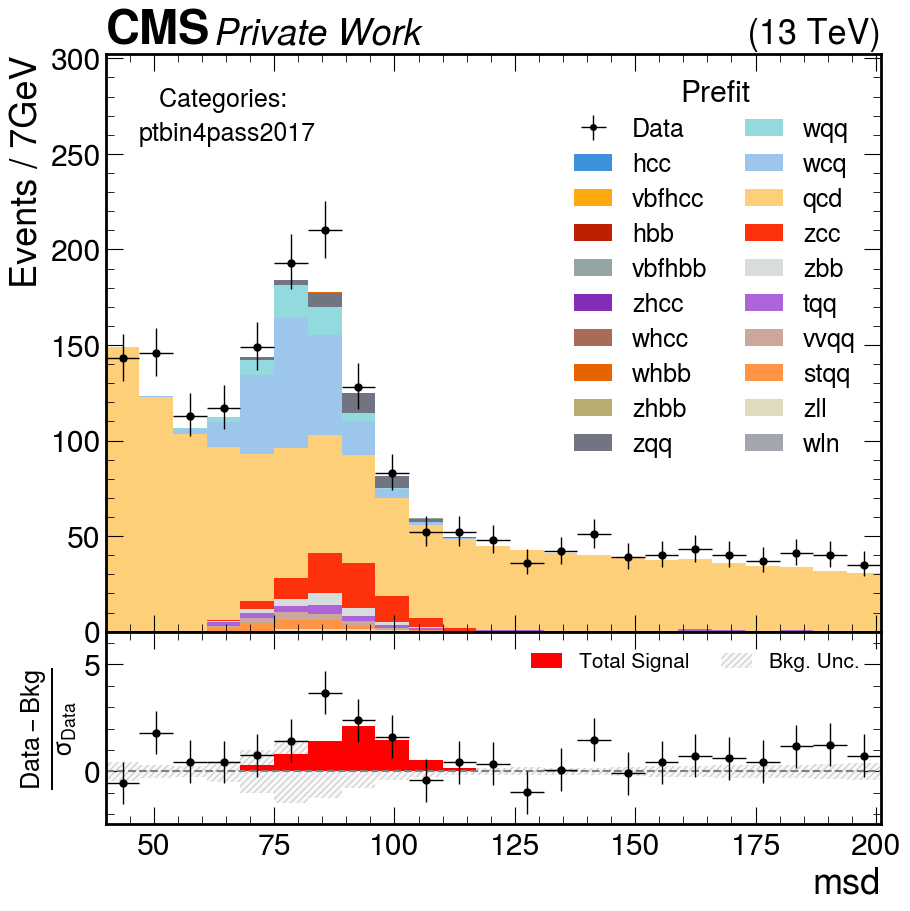 CMS Private Work (13 TeV)
Events / 7GeV
Categories:
ptbin4pass2017
Prefit
Data
hcc
vbfhcc
hbb
vbfhbb
zhcc
whcc
whbb
zhbb
zqq
wqq
wcq
qcd
zcc
zbb
tqq
vvqq
stqq
zll
wln
300
250
200
150
100
50
0
Data − Bkg
σData
Total Signal
Bkg. Unc.
5
0
50 75 100 125 150 175 200
msd